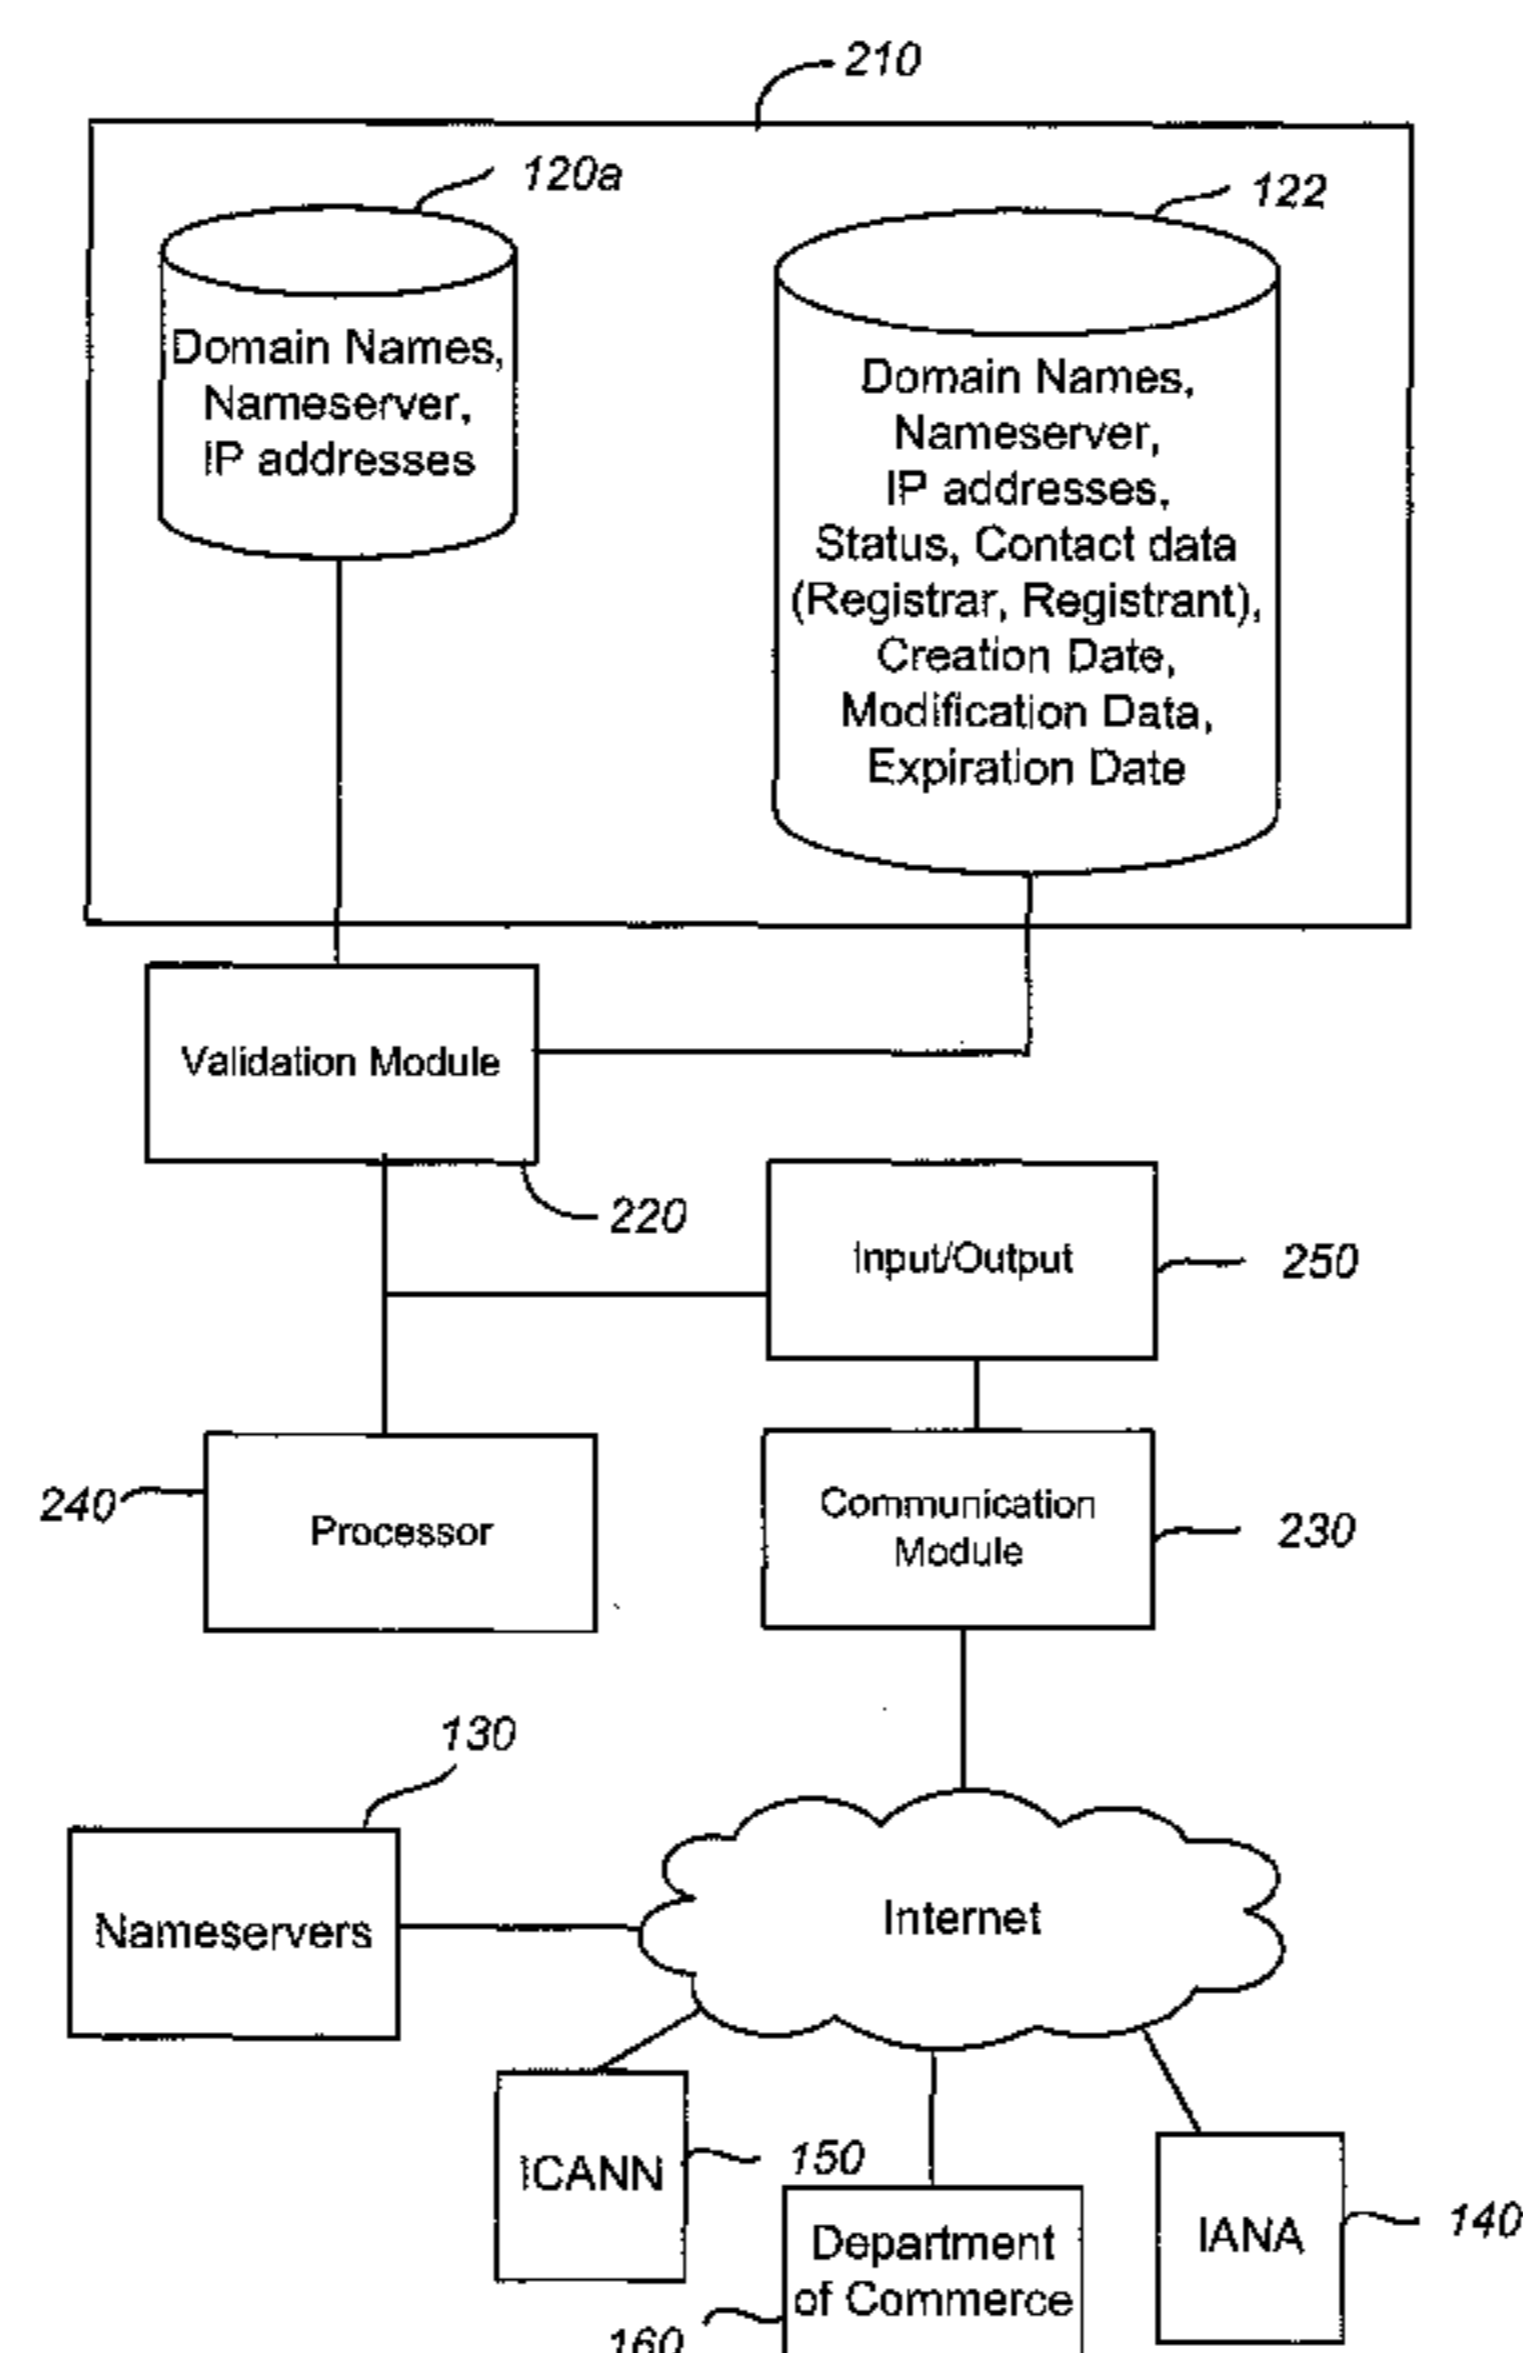 210
120a
122
Domain Names,
Nameserver,
IP addresses
Domain Names,
Nameserver,
IP addresses,
Status, Contact data
(Registrar, Registrant),
Creation Date,
Modification Data,
Expiration Date
Validation Module
220
Input/Output
250
240
Processor
Communication
Module
230
130
Nameservers
Internet
ICANN
150
Department
of Commerce
160
IANA
140